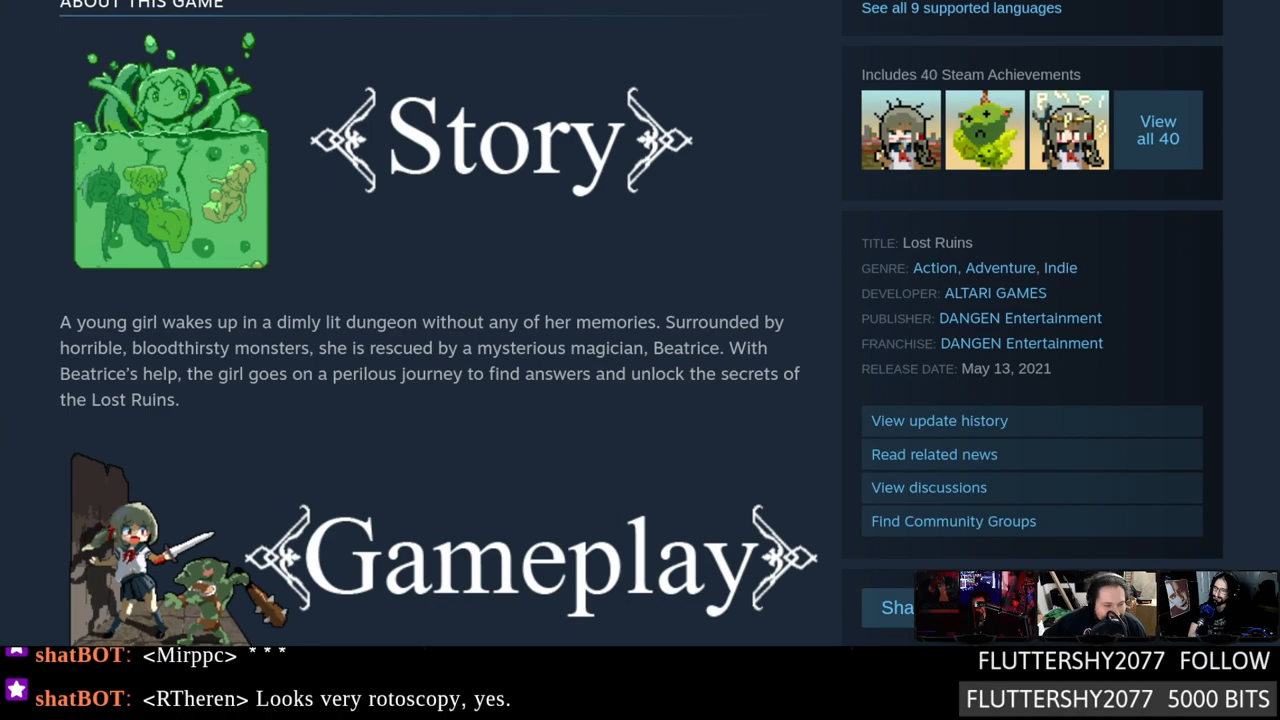 ABOUT THIS GAME
Story
A young girl wakes up in a dimly lit dungeon without any of her memories. Surrounded by
horrible, bloodthirsty monsters, she is rescued by a mysterious magician, Beatrice. With
Beatrice’s help, the girl goes on a perilous journey to find answers and unlock the secrets of
the Lost Ruins.
Gameplay
See all 9 supported languages
Includes 40 Steam Achievements
View
all 40
TITLE: Lost Ruins
GENRE: Action, Adventure, Indie
DEVELOPER: ALTARI GAMES
PUBLISHER: DANGEN Entertainment
FRANCHISE: DANGEN Entertainment
RELEASE DATE: May 13, 2021
View update history
Read related news
View discussions
Find Community Groups
Sha
shatBOT: <Mirppc> * * *
shatBOT: <RTheren> Looks very rotoscopy, yes.
FLUTTERSHY2077 FOLLOW
FLUTTERSHY2077 5000 BITS